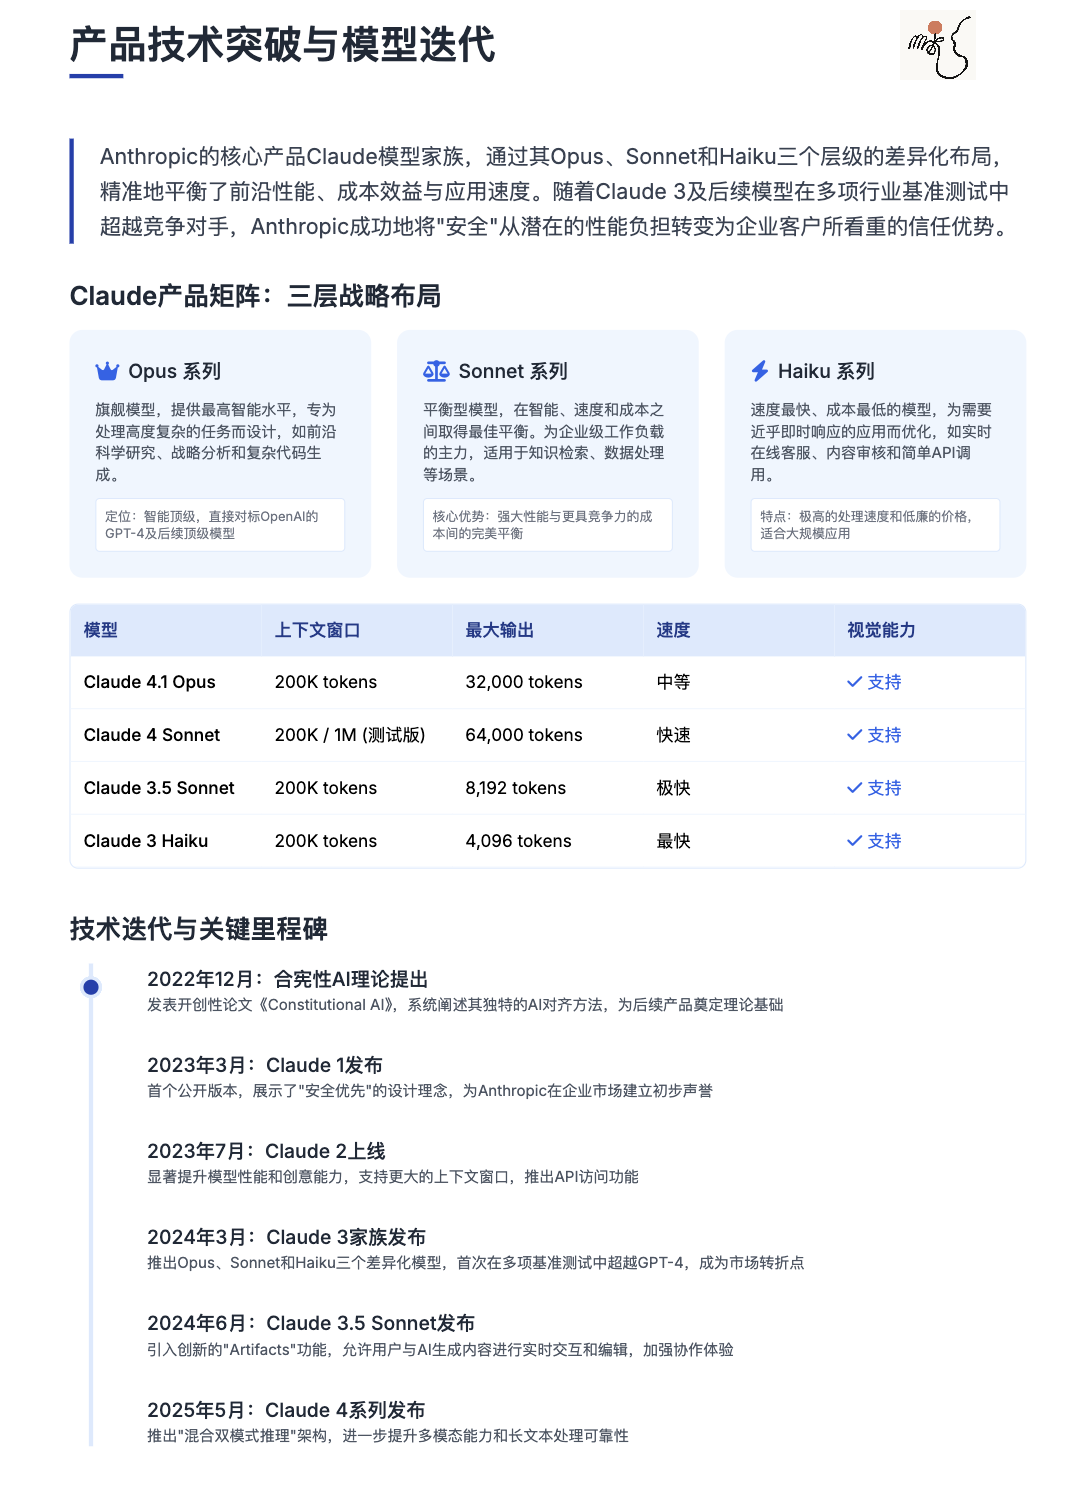 产品技术突破与模型迭代
Anthropic的核心产品Claude模型家族，通过其Opus、Sonnet和Haiku三个层级的差异化布局，
精准地平衡了前沿性能、成本效益与应用速度。随着Claude 3及后续模型在多项行业基准测试中
超越竞争对手，Anthropic成功地将"安全"从潜在的性能负担转变为企业客户所看重的信任优势。
Claude产品矩阵：三层战略布局
Opus 系列
旗舰模型，提供最高智能水平，专为
处理高度复杂的任务而设计，如前沿
科学研究、战略分析和复杂代码生
成。
定位：智能顶级，直接对标OpenAI的
GPT-4及后续顶级模型
Sonnet 系列
平衡型模型，在智能、速度和成本之
间取得最佳平衡。为企业级工作负载
的主力，适用于知识检索、数据处理
等场景。
核心优势：强大性能与更具竞争力的成
本间的完美平衡
Haiku 系列
速度最快、成本最低的模型，为需要
近乎即时响应的应用而优化，如实时
在线客服、内容审核和简单API调
用。
特点：极高的处理速度和低廉的价格，
适合大规模应用
模型 上下文窗口 最大输出 速度 视觉能力
Claude 4.1 Opus 200K tokens 32,000 tokens 中等 支持
Claude 4 Sonnet 200K / 1M (测试版) 64,000 tokens 快速 支持
Claude 3.5 Sonnet 200K tokens 8,192 tokens 极快 支持
Claude 3 Haiku 200K tokens 4,096 tokens 最快 支持
技术迭代与关键里程碑
2022年12月：合宪性AI理论提出
发表开创性论文《Constitutional AI》，系统阐述其独特的AI对齐方法，为后续产品奠定理论基础
2023年3月：Claude 1发布
首个公开版本，展示了"安全优先"的设计理念，为Anthropic在企业市场建立初步声誉
2023年7月：Claude 2上线
显著提升模型性能和创意能力，支持更大的上下文窗口，推出API访问功能
2024年3月：Claude 3家族发布
推出Opus、Sonnet和Haiku三个差异化模型，首次在多项基准测试中超越GPT-4，成为市场转折点
2024年6月：Claude 3.5 Sonnet发布
引入创新的"Artifacts"功能，允许用户与AI生成内容进行实时交互和编辑，加强协作体验
2025年5月：Claude 4系列发布
推出"混合双模式推理"架构，进一步提升多模态能力和长文本处理可靠性